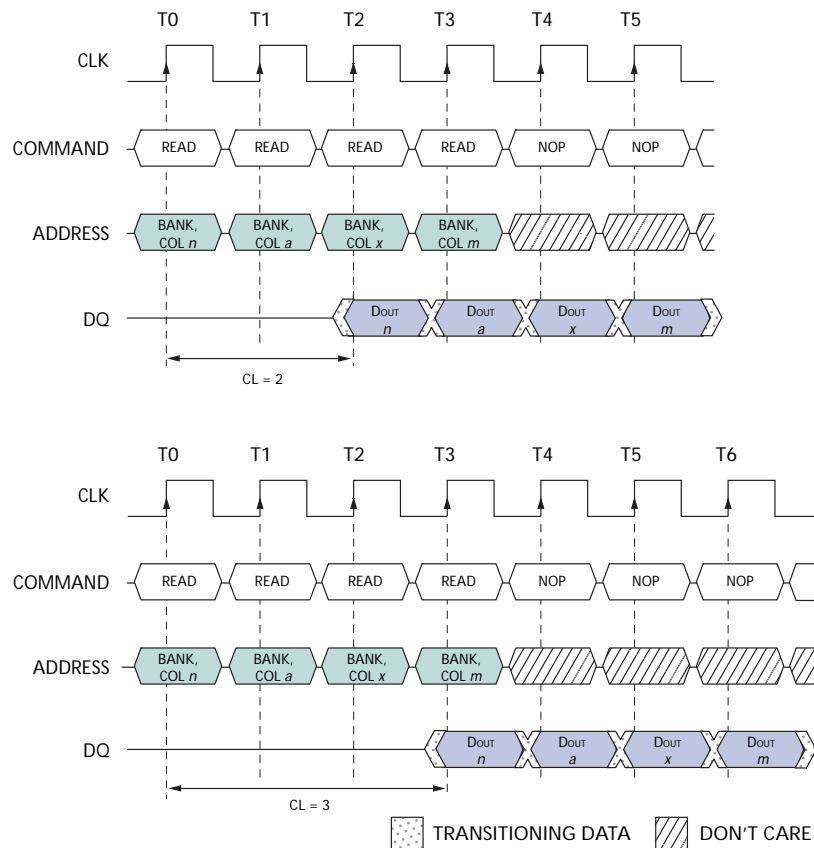 T0 T1 T2 T3 T4 T5
CLK
COMMAND READ READ READ READ NOP NOP
ADDRESS BANK, COL n BANK, COL a BANK, COL x BANK, COL m
DQ DOUT n DOUT a DOUT x DOUT m
CL = 2
T0 T1 T2 T3 T4 T5 T6
CLK
COMMAND READ READ READ READ NOP NOP NOP
ADDRESS BANK, COL n BANK, COL a BANK, COL x BANK, COL m
DQ DOUT n DOUT a DOUT x DOUT m
CL = 3
TRANSITIONING DATA DON'T CARE